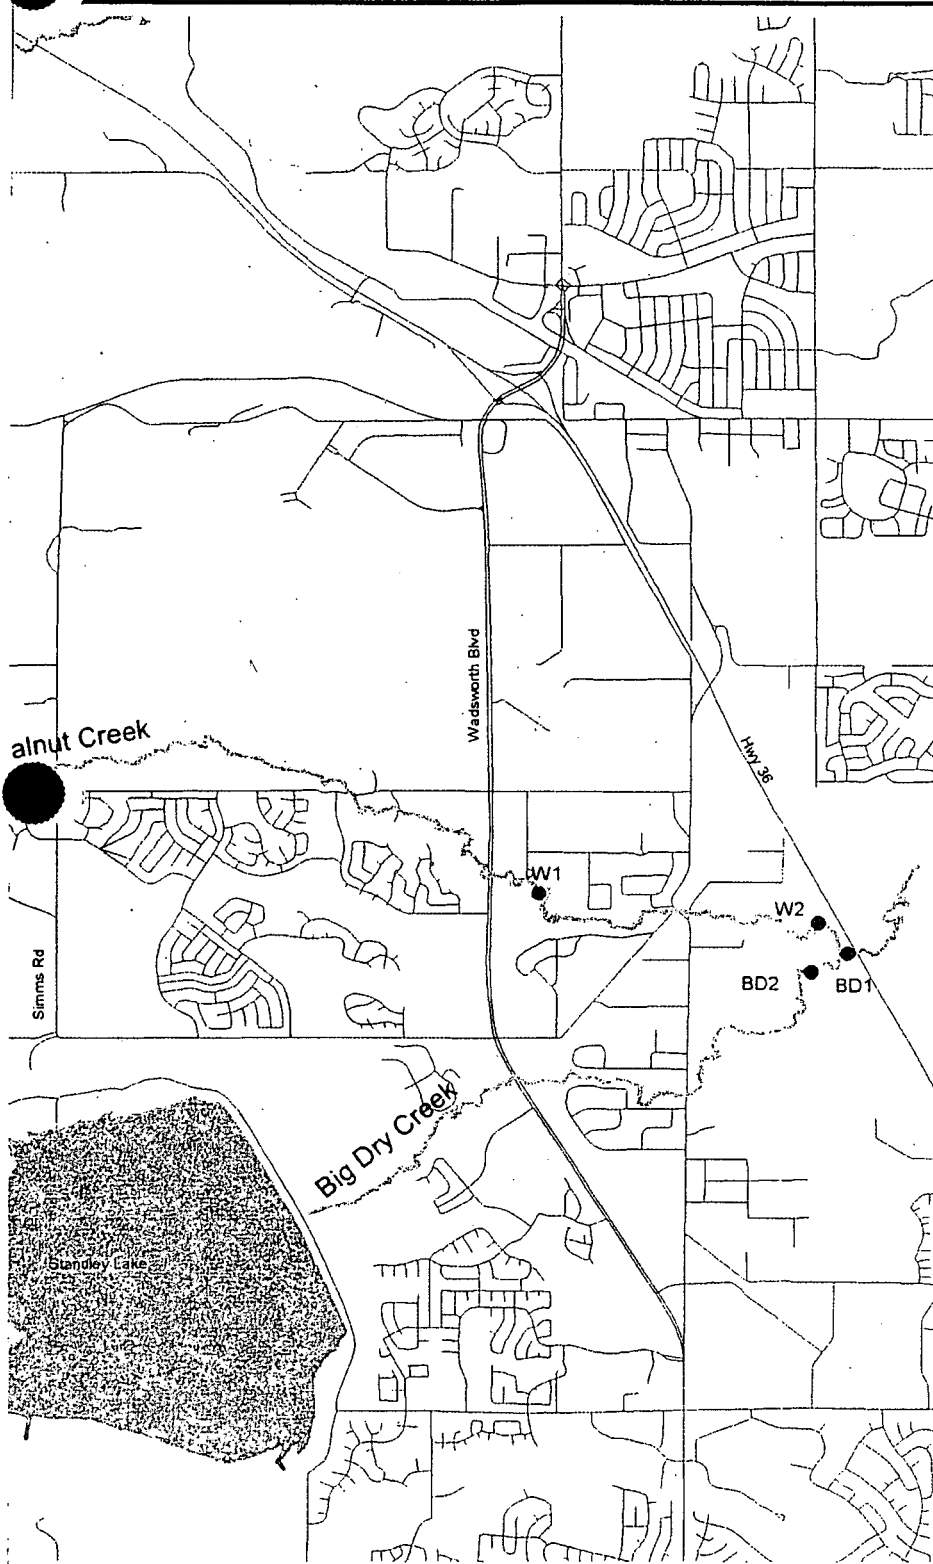 alnut Creek
Wadsworth Blvd
Hwy 36
W1
W2
BD2
BD1
Simms Rd
Big Dry Creek
Standley Lake